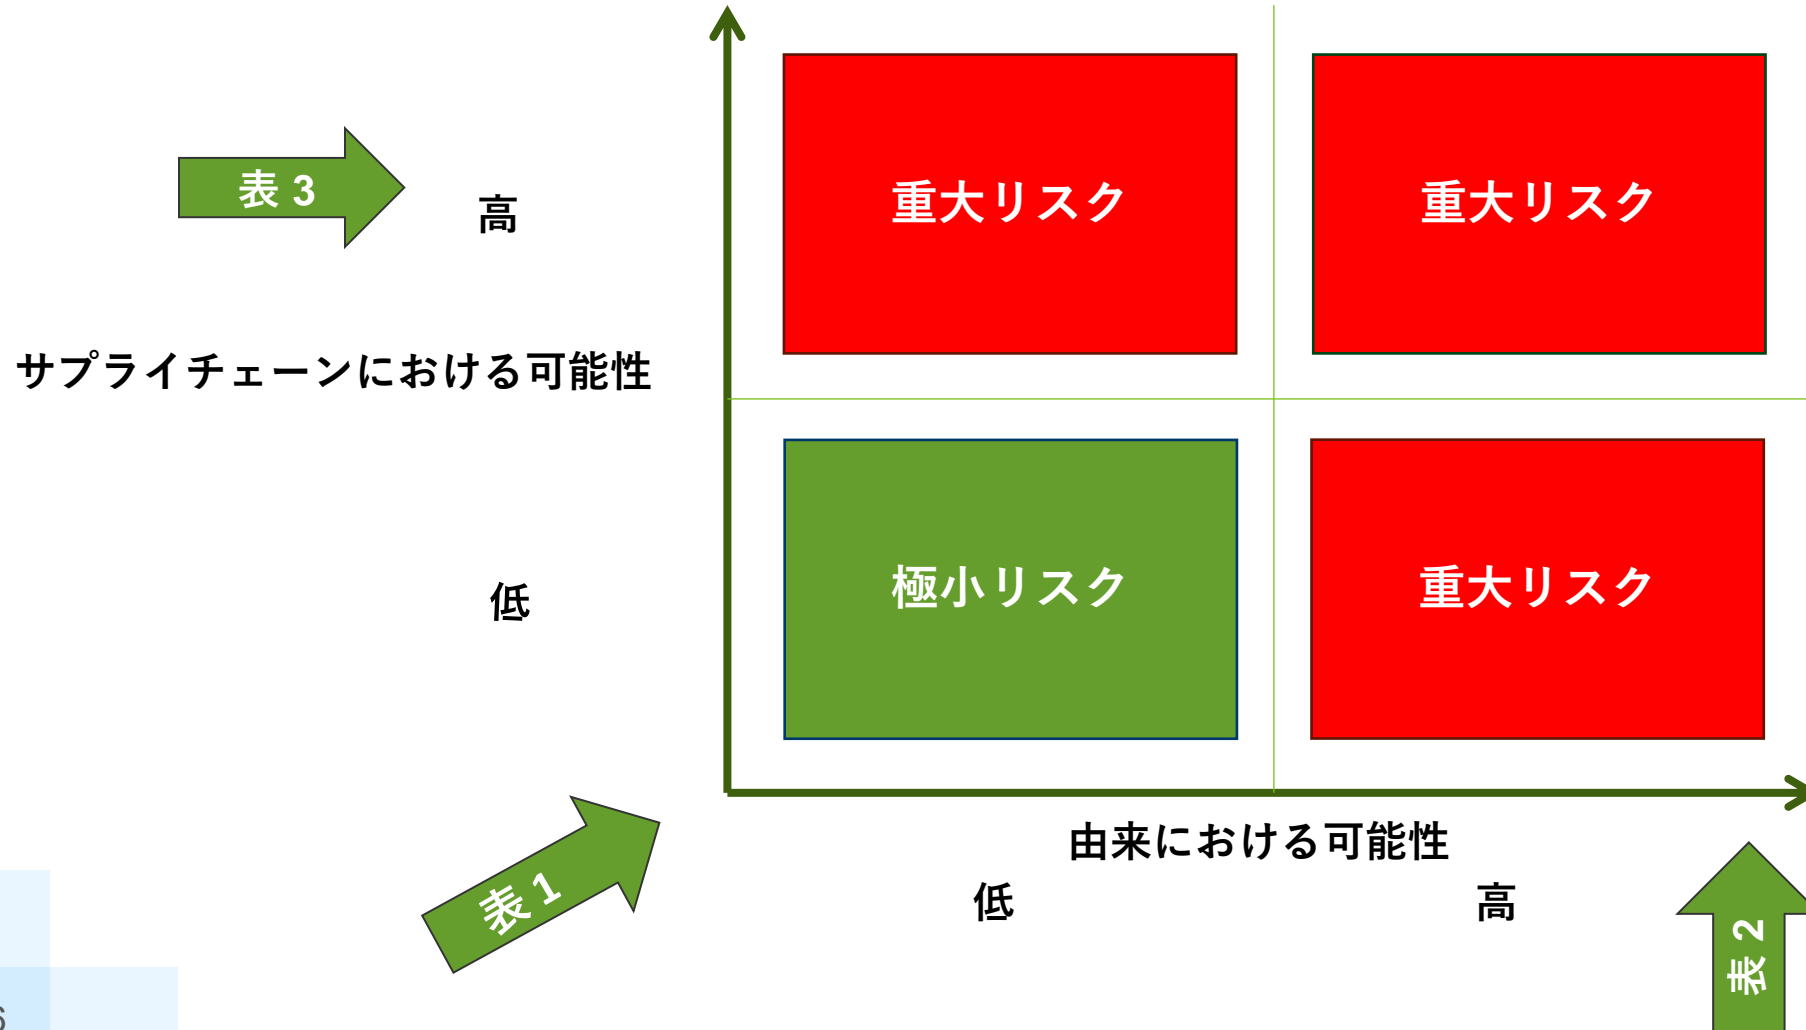 表 3
高
重大リスク
重大リスク
サプライチェーンにおける可能性
低
極小リスク
重大リスク
由来における可能性
低
高
表 1
表 2